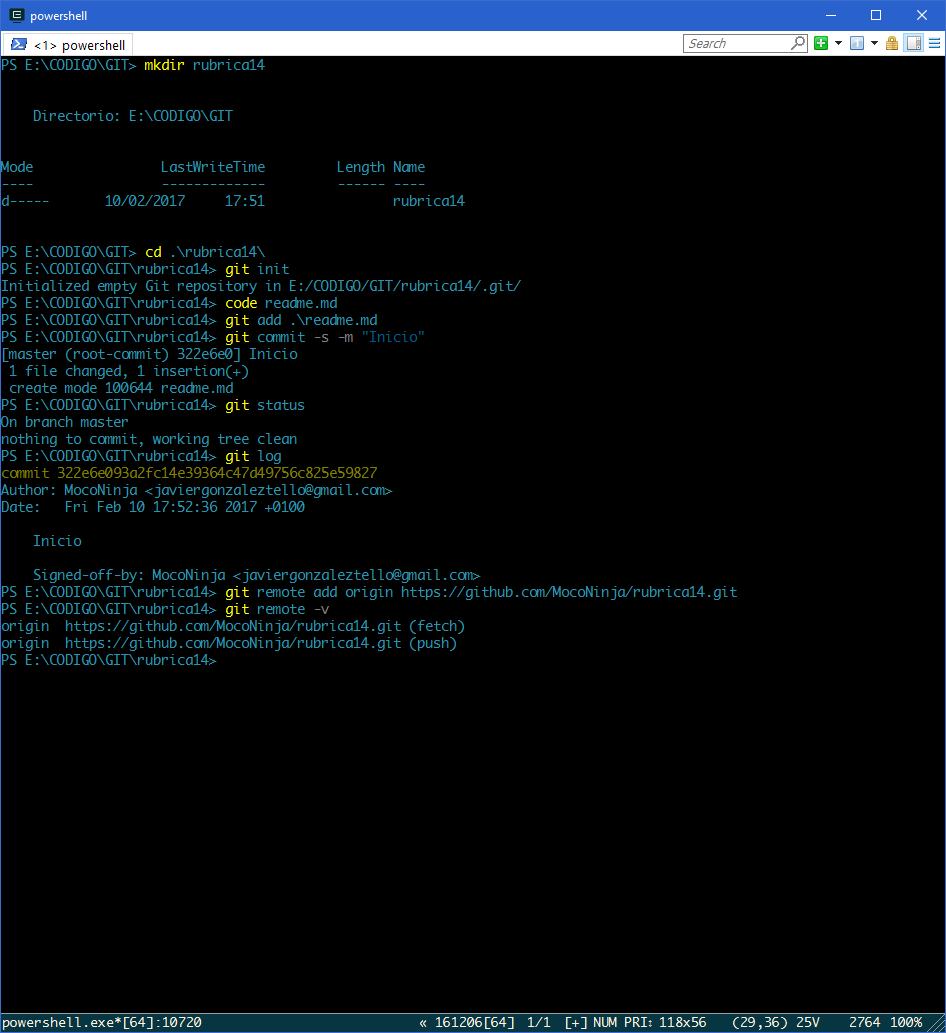 powershell
<1> powershell
Search
PS E:\CODIGO\GIT> mkdir rubrica14
Directorio: E:\CODIGO\GIT
Mode                LastWriteTime         Length Name
----                -------------         ------ ----
d-----       10/02/2017     17:51                rubrica14
PS E:\CODIGO\GIT> cd .\rubrica14\
PS E:\CODIGO\GIT\rubrica14> git init
Initialized empty Git repository in E:/CODIGO/GIT/rubrica14/.git/
PS E:\CODIGO\GIT\rubrica14> code readme.md
PS E:\CODIGO\GIT\rubrica14> git add .\readme.md
PS E:\CODIGO\GIT\rubrica14> git commit -s -m "Inicio"
[master (root-commit) 322e6e0] Inicio
1 file changed, 1 insertion(+)
create mode 100644 readme.md
PS E:\CODIGO\GIT\rubrica14> git status
On branch master
nothing to commit, working tree clean
PS E:\CODIGO\GIT\rubrica14> git log
commit 322e6e093a2fc14e39364c47d49756c825e59827
Author: MocoNinja <javiergonzaleztello@gmail.com>
Date:   Fri Feb 10 17:52:36 2017 +0100
Inicio
Signed-off-by: MocoNinja <javiergonzaleztello@gmail.com>
PS E:\CODIGO\GIT\rubrica14> git remote add origin https://github.com/MocoNinja/rubrica14.git
PS E:\CODIGO\GIT\rubrica14> git remote -v
origin  https://github.com/MocoNinja/rubrica14.git (fetch)
origin  https://github.com/MocoNinja/rubrica14.git (push)
PS E:\CODIGO\GIT\rubrica14>
powershell.exe*[64]:10720 « 161206[64] 1/1 [+] NUM PRI: 118x56 (29,36) 25V 2764 100%